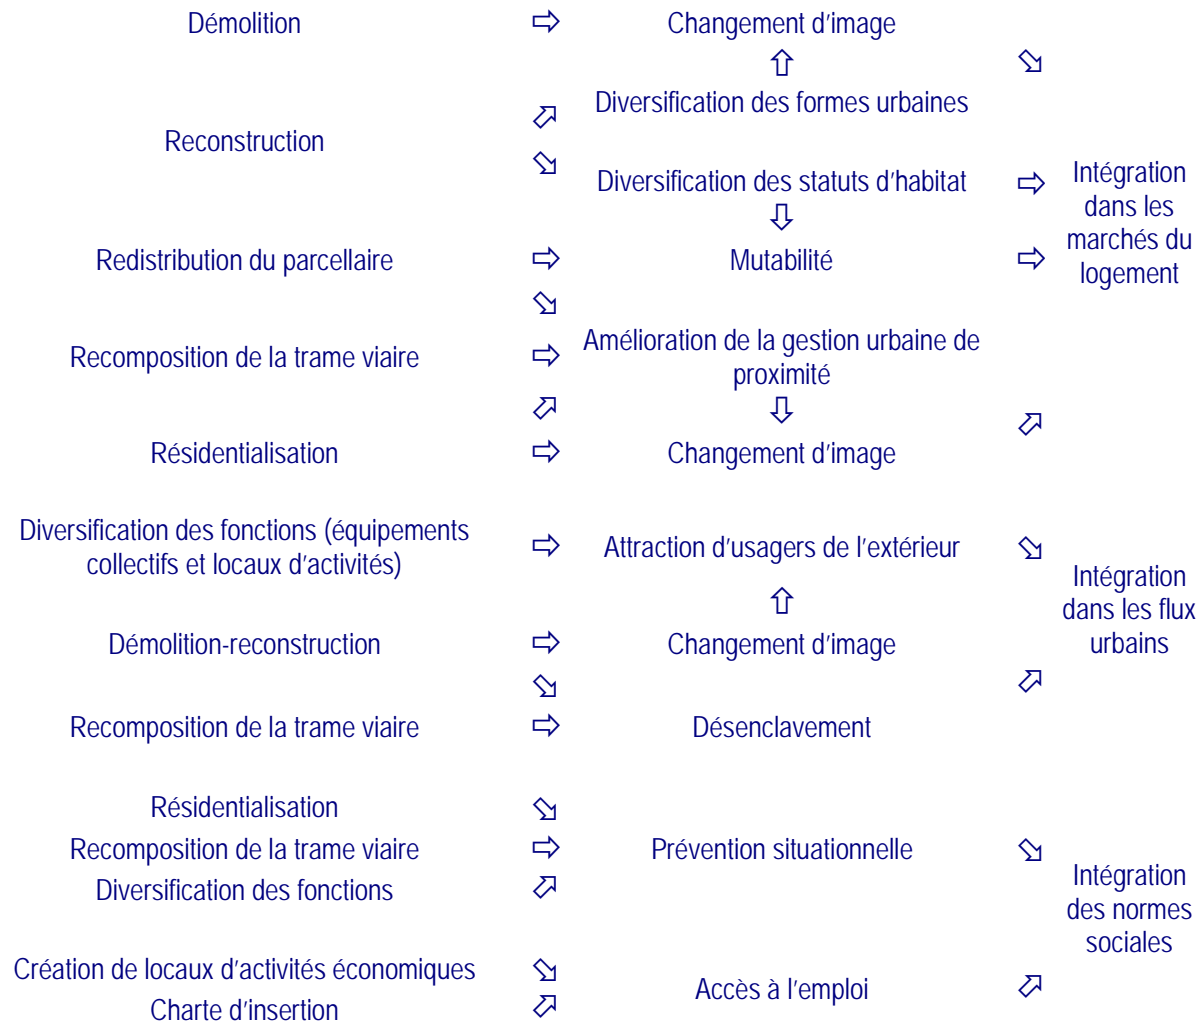 Démolition ⇨ Changement d'image
⇧ ⬂
Diversification des formes urbaines
⬀
Reconstruction
⬂
Diversification des statuts d'habitat ⇨
⇩
Intégration
dans les
marchés du
logement
Redistribution du parcellaire ⇨ Mutabilité ⇨
⬂
Recomposition de la trame viaire ⇨ Amélioration de la gestion urbaine de
proximité
⬀ ⇩ ⬀
Résidentialisation ⇨ Changement d'image
Diversification des fonctions (équipements
collectifs et locaux d'activités)
⇨ Attraction d'usagers de l'extérieur ⬂
⇧
Intégration
dans les flux
urbains
Démolition-reconstruction ⇨ Changement d'image
⬂ ⬀
Recomposition de la trame viaire ⇨ Désenclavement
Résidentialisation ⬂
Recomposition de la trame viaire ⇨ Prévention situationnelle ⬂
Diversification des fonctions ⬀
Intégration
des normes
sociales
Création de locaux d'activités économiques ⬂
Accès à l'emploi ⬀
Charte d'insertion ⬀